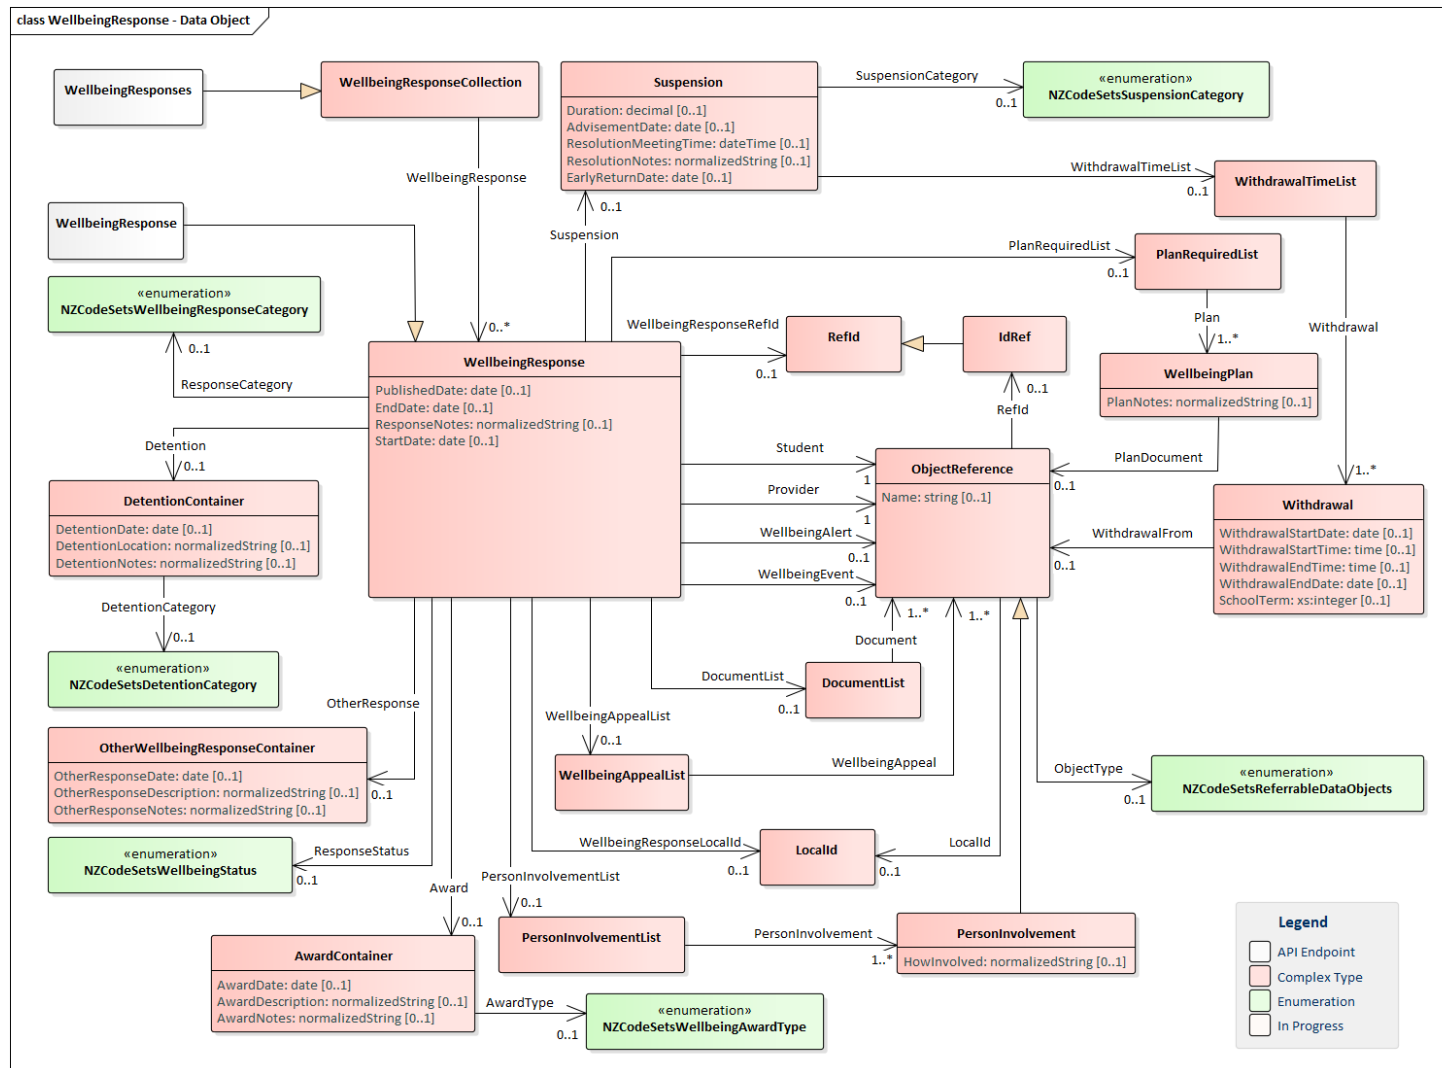 class WellbeingResponse - Data Object
WellbeingResponses
WellbeingResponseCollection
Suspension
Duration: decimal [0..1]
AdvisementDate: date [0..1]
ResolutionMeetingTime: dateTime [0..1]
ResolutionNotes: normalizedString [0..1]
EarlyReturnDate: date [0..1]
SuspensionCategory
0..1
«enumeration»
NZCodeSetsSuspensionCategory
WellbeingResponse
0..*
WithdrawalTimeList
0..1
WithdrawalTimeList
WellbeingResponse
0..1
Suspension
PlanRequiredList
0..1
PlanRequiredList
«enumeration»
NZCodeSetsWellbeingResponseCategory
0..1
ResponseCategory
WellbeingResponseRefId
0..1
RefId
IdRef
Plan
1..*
Withdrawal
1..*
WellbeingResponse
PublishedDate: date [0..1]
EndDate: date [0..1]
ResponseNotes: normalizedString [0..1]
StartDate: date [0..1]
0..1
RefId
WellbeingPlan
PlanNotes: normalizedString [0..1]
Detention
0..1
Student
1
Provider
1
WellbeingAlert
0..1
WellbeingEvent
0..1
ObjectReference
Name: string [0..1]
PlanDocument
0..1
DetentionContainer
DetentionDate: date [0..1]
DetentionLocation: normalizedString [0..1]
DetentionNotes: normalizedString [0..1]
WithdrawalFrom
0..1
Withdrawal
WithdrawalStartDate: date [0..1]
WithdrawalStartTime: time [0..1]
WithdrawalEndTime: time [0..1]
WithdrawalEndDate: date [0..1]
SchoolTerm: xs:integer [0..1]
DetentionCategory
0..1
1..*
1..*
Document
«enumeration»
NZCodeSetsDetentionCategory
DocumentList
0..1
DocumentList
OtherResponse
0..1
WellbeingAppealList
0..1
OtherWellbeingResponseContainer
OtherResponseDate: date [0..1]
OtherResponseDescription: normalizedString [0..1]
OtherResponseNotes: normalizedString [0..1]
WellbeingAppealList
WellbeingAppeal
ObjectType
0..1
«enumeration»
NZCodeSetsReferrableDataObjects
«enumeration»
NZCodeSetsWellbeingStatus
ResponseStatus
0..1
WellbeingResponseLocalId
0..1
LocalId
LocalId
0..1
Award
0..1
PersonInvolvementList
0..1
PersonInvolvementList
PersonInvolvement
1..*
PersonInvolvement
HowInvolved: normalizedString [0..1]
AwardContainer
AwardDate: date [0..1]
AwardDescription: normalizedString [0..1]
AwardNotes: normalizedString [0..1]
AwardType
0..1
«enumeration»
NZCodeSetsWellbeingAwardType
Legend
API Endpoint
Complex Type
Enumeration
In Progress